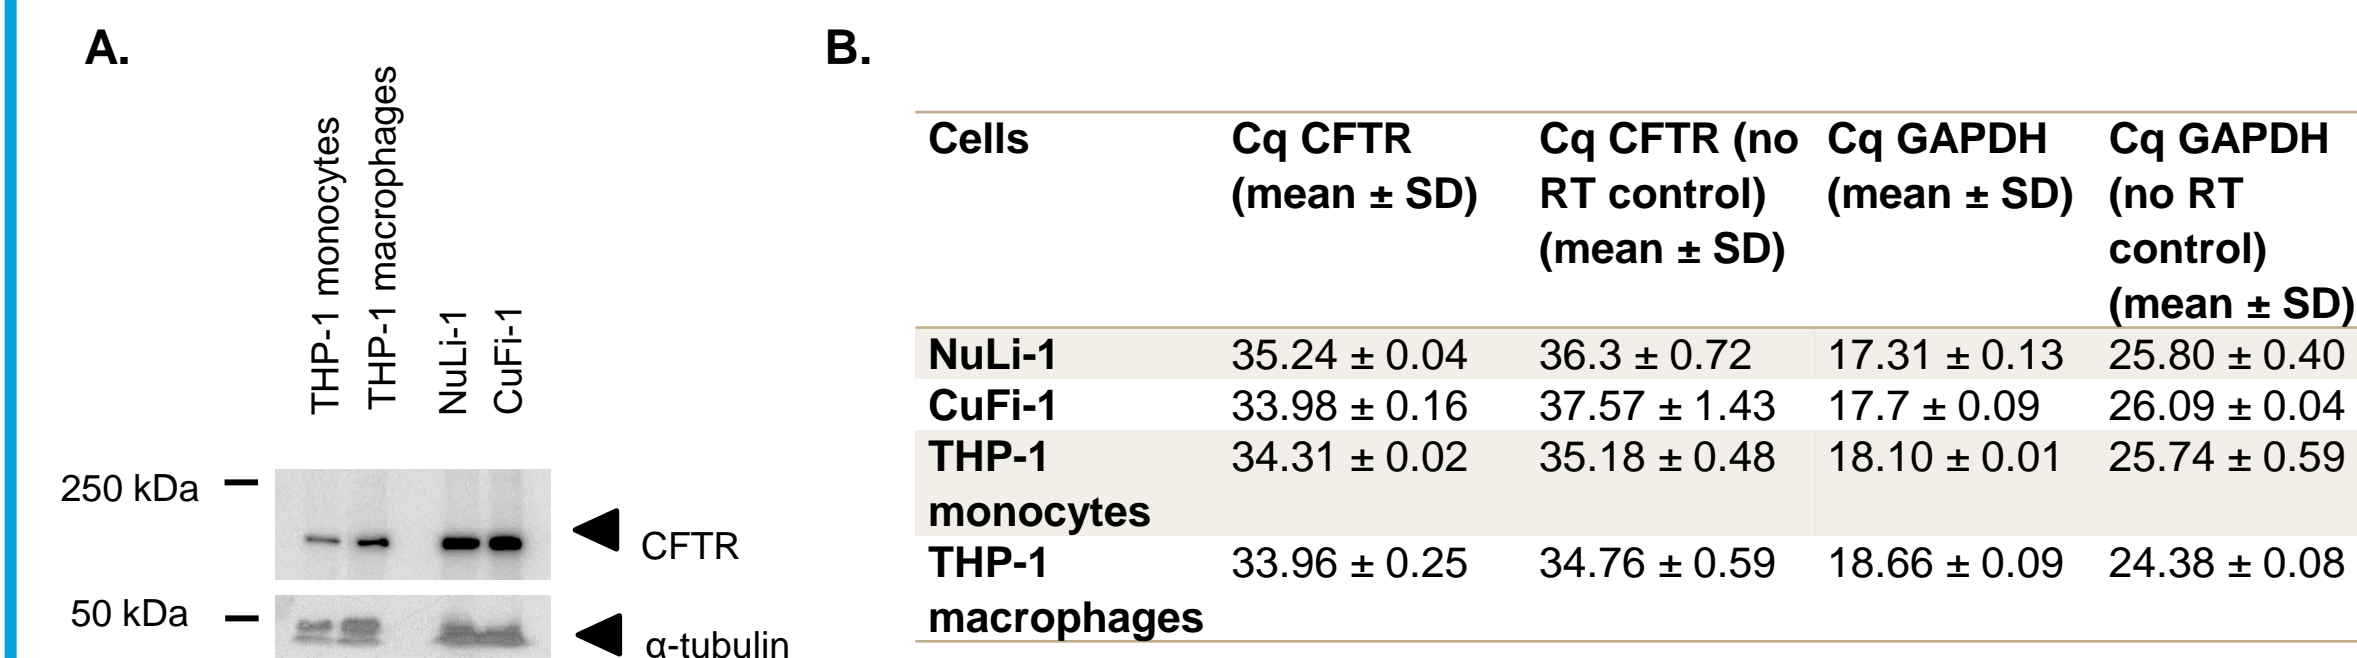 A.
B.
THP-1 monocytes
THP-1 macrophages
NuLi-1
CuFi-1
250 kDa
CFTR
50 kDa
α-tubulin
Cells Cq CFTR Cq CFTR (no Cq GAPDH Cq GAPDH
(mean ± SD) RT control) (mean ± SD) (no RT
(mean ± SD) control)
(mean ± SD)
NuLi-1 35.24 ± 0.04 36.3 ± 0.72 17.31 ± 0.13 25.80 ± 0.40
CuFi-1 33.98 ± 0.16 37.57 ± 1.43 17.7 ± 0.09 26.09 ± 0.04
THP-1 34.31 ± 0.02 35.18 ± 0.48 18.10 ± 0.01 25.74 ± 0.59
monocytes
THP-1 33.96 ± 0.25 34.76 ± 0.59 18.66 ± 0.09 24.38 ± 0.08
macrophages